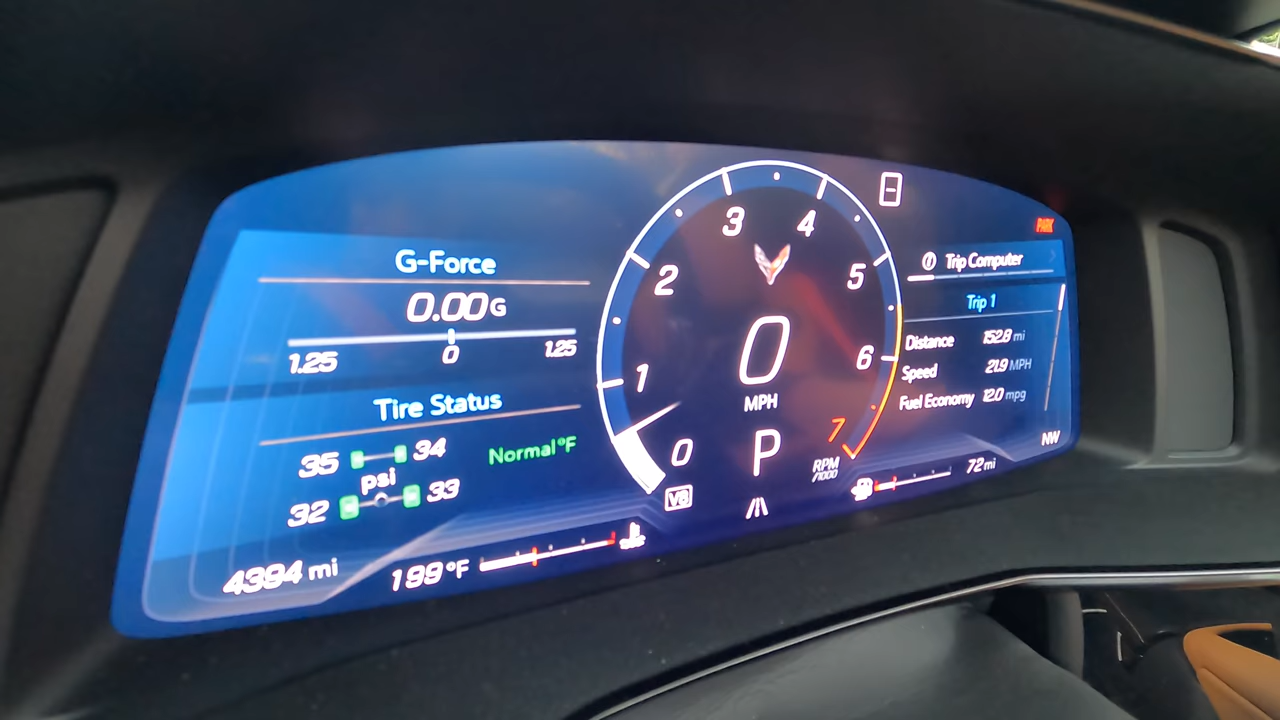 G-Force
0.00 G
1.25 0 1.25
Tire Status
35 34
psi
32 33
Normal °F
4394 mi
199°F
0 1 2 3 4 5 6 7
0
MPH
P
V8
RPM
/1000
PARK
Trip Computer
Trip 1
Distance 152.8 mi
Speed 21.9 MPH
Fuel Economy 12.0 mpg
NW
72 mi